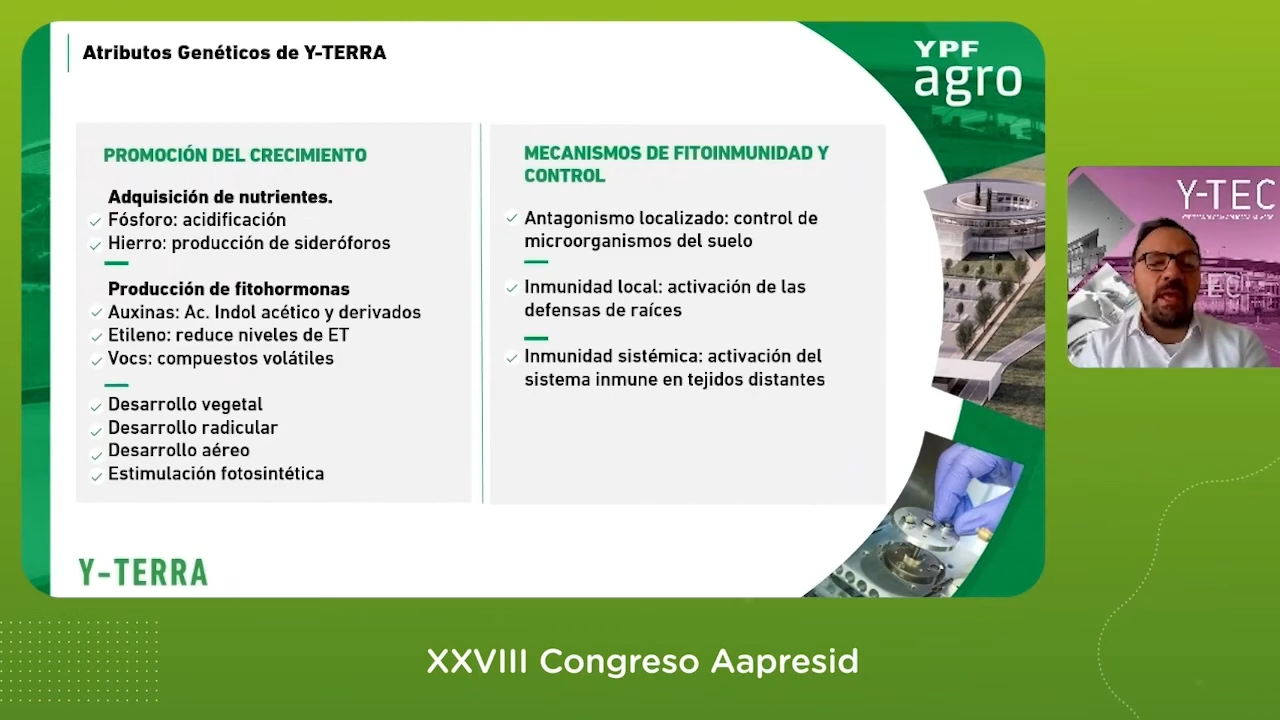 Atributos Genéticos de Y-TERRA
YPF
agro
PROMOCIÓN DEL CRECIMIENTO
Adquisición de nutrientes.
Fósforo: acidificación
Hierro: producción de sideróforos
Producción de fitohormonas
Auxinas: Ac. Indol acético y derivados
Etileno: reduce niveles de ET
Vocs: compuestos volátiles
Desarrollo vegetal
Desarrollo radicular
Desarrollo aéreo
Estimulación fotosintética
MECANISMOS DE FITOINMUNIDAD Y
CONTROL
Antagonismo localizado: control de
microorganismos del suelo
Inmunidad local: activación de las
defensas de raíces
Inmunidad sistémica: activación del
sistema inmune en tejidos distantes
Y-TEC
Y-TERRA
XXVIII Congreso Aapresid